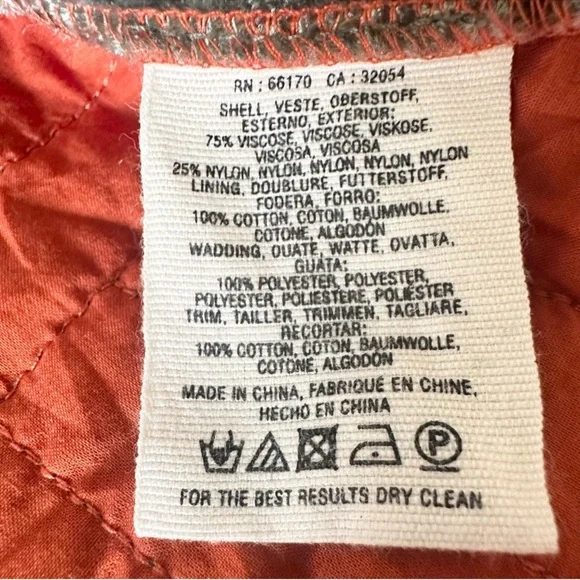 RN : 66170 CA : 32054
SHELL, VESTE, OBERSTOFF,
ESTERNO, EXTERIOR:
75% VISCOSE, VISCOSE, VISKOSE,
VISCOSA, VISCOSA
25% NYLON, NYLON, NYLON, NYLON, NYLON
LINING, DOUBLURE, FUTTERSTOFF,
FODERA, FORRO:
100% COTTON, COTON, BAUMWOLLE,
COTONE, ALGODÓN
WADDING, OUATE, WATTE, OVATTA,
GUATA:
100% POLYESTER, POLYESTER,
POLYESTER, POLIESTERE, POLIÉSTER
TRIM, TAILLER, TRIMMEN, TAGLIARE,
RECORTAR:
100% COTTON, COTON, BAUMWOLLE,
COTONE, ALGODÓN
MADE IN CHINA, FABRIQUÉ EN CHINE,
HECHO EN CHINA
P
FOR THE BEST RESULTS DRY CLEAN